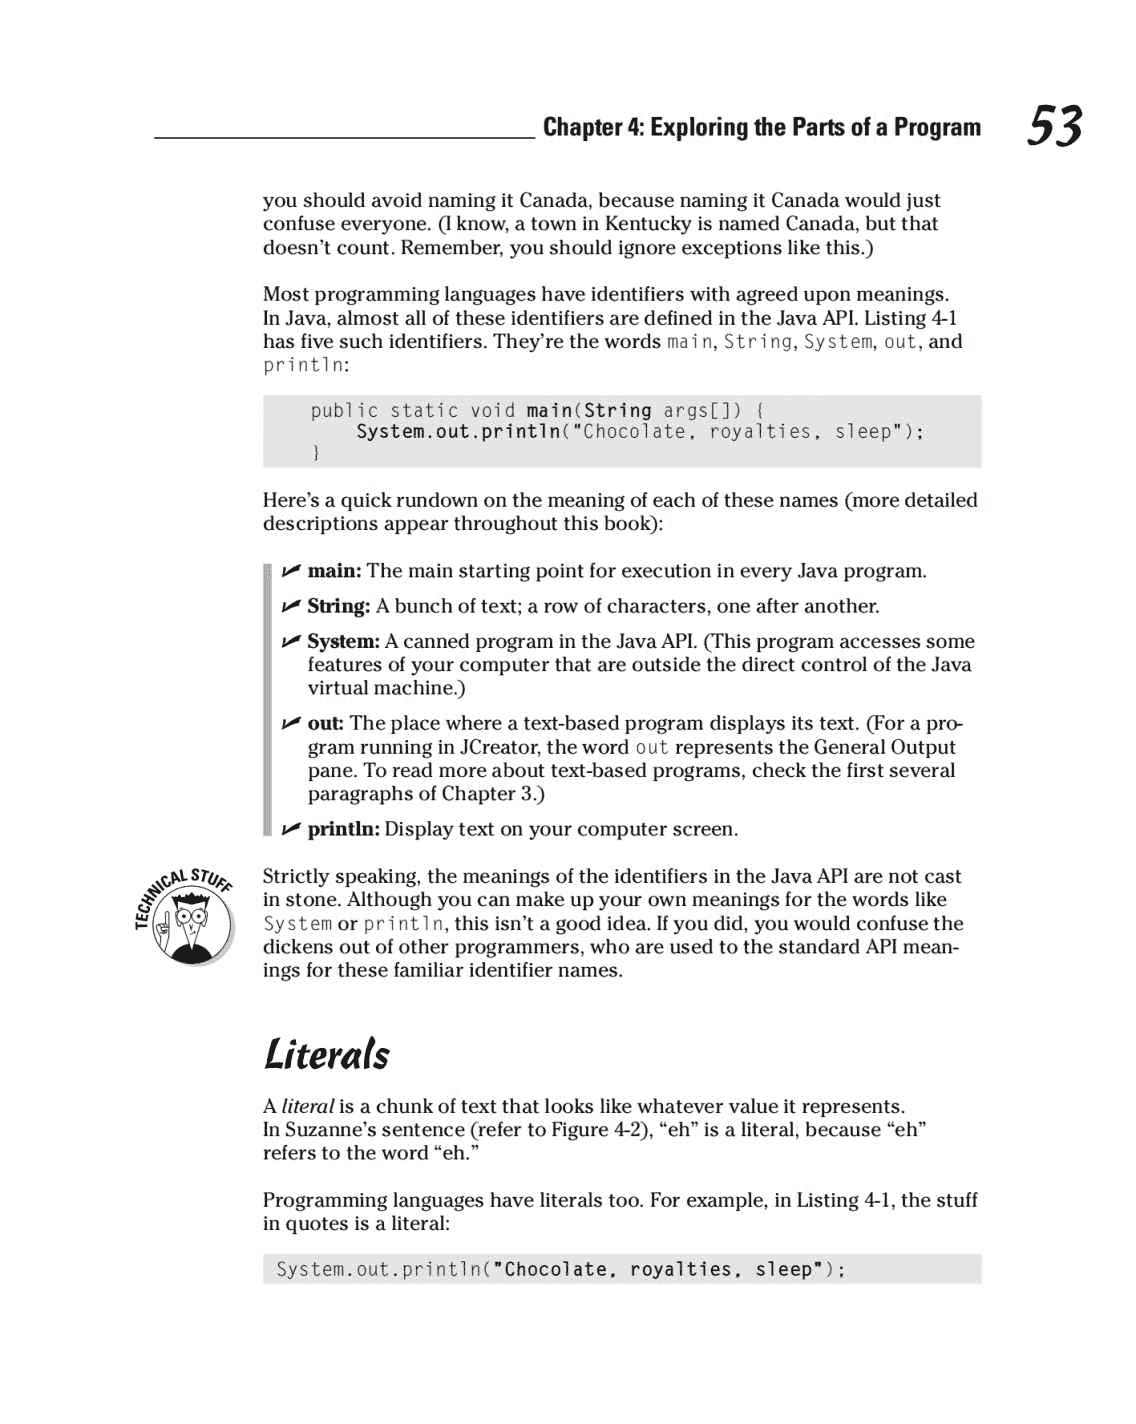 Chapter 4: Exploring the Parts of a Program 53
you should avoid naming it Canada, because naming it Canada would just
confuse everyone. (I know, a town in Kentucky is named Canada, but that
doesn't count. Remember, you should ignore exceptions like this.)
Most programming languages have identifiers with agreed upon meanings.
In Java, almost all of these identifiers are defined in the Java API. Listing 4-1
has five such identifiers. They're the words main, String, System, out, and
println:
public static void main(String args[]) {
System.out.println("Chocolate, royalties, sleep");
}
Here's a quick rundown on the meaning of each of these names (more detailed
descriptions appear throughout this book):
✓ main: The main starting point for execution in every Java program.
✓ String: A bunch of text; a row of characters, one after another.
✓ System: A canned program in the Java API. (This program accesses some
features of your computer that are outside the direct control of the Java
virtual machine.)
✓ out: The place where a text-based program displays its text. (For a pro-
gram running in JCreator, the word out represents the General Output
pane. To read more about text-based programs, check the first several
paragraphs of Chapter 3.)
✓ println: Display text on your computer screen.
TECHNICAL STUFF
Strictly speaking, the meanings of the identifiers in the Java API are not cast
in stone. Although you can make up your own meanings for the words like
System or println, this isn't a good idea. If you did, you would confuse the
dickens out of other programmers, who are used to the standard API mean-
ings for these familiar identifier names.
Literals
A literal is a chunk of text that looks like whatever value it represents.
In Suzanne's sentence (refer to Figure 4-2), "eh" is a literal, because "eh"
refers to the word "eh."
Programming languages have literals too. For example, in Listing 4-1, the stuff
in quotes is a literal:
System.out.println("Chocolate, royalties, sleep");